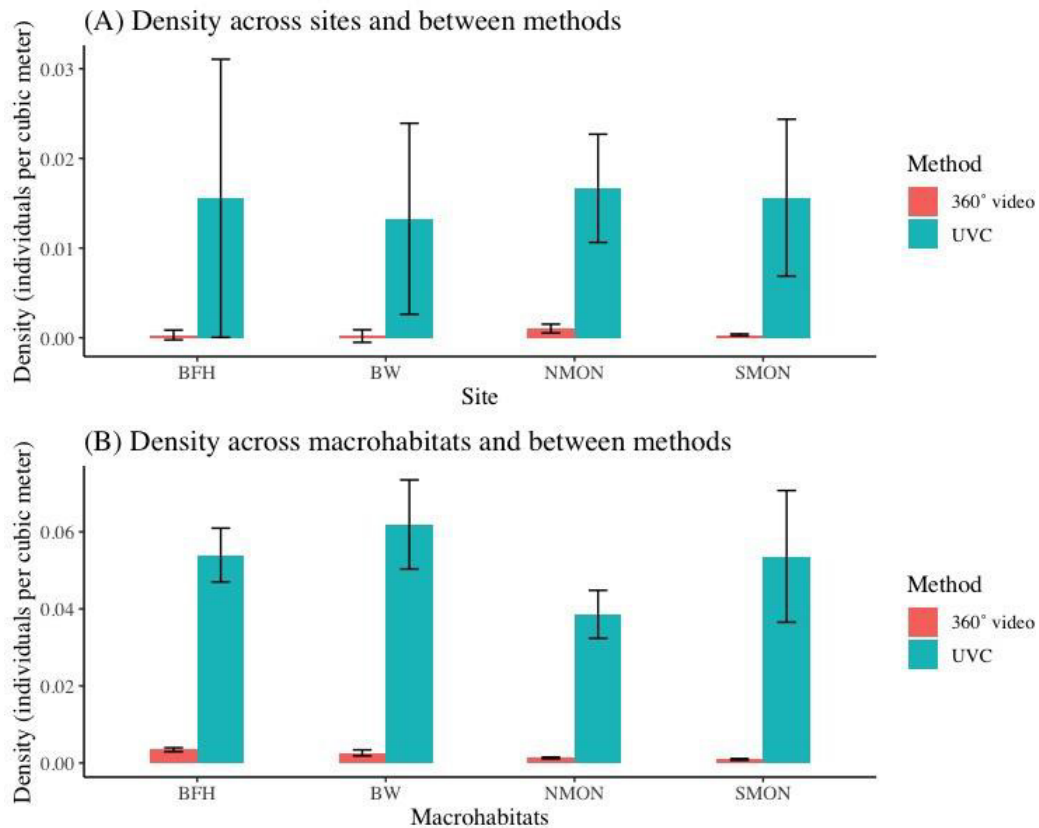 (A) Density across sites and between methods
Density (individuals per cubic meter)
0.03
0.02
0.01
0.00
BFH BW NMON SMON
Site
Method
360° video
UVC
(B) Density across macrohabitats and between methods
Density (individuals per cubic meter)
0.06
0.04
0.02
0.00
BFH BW NMON SMON
Macrohabitats
Method
360° video
UVC